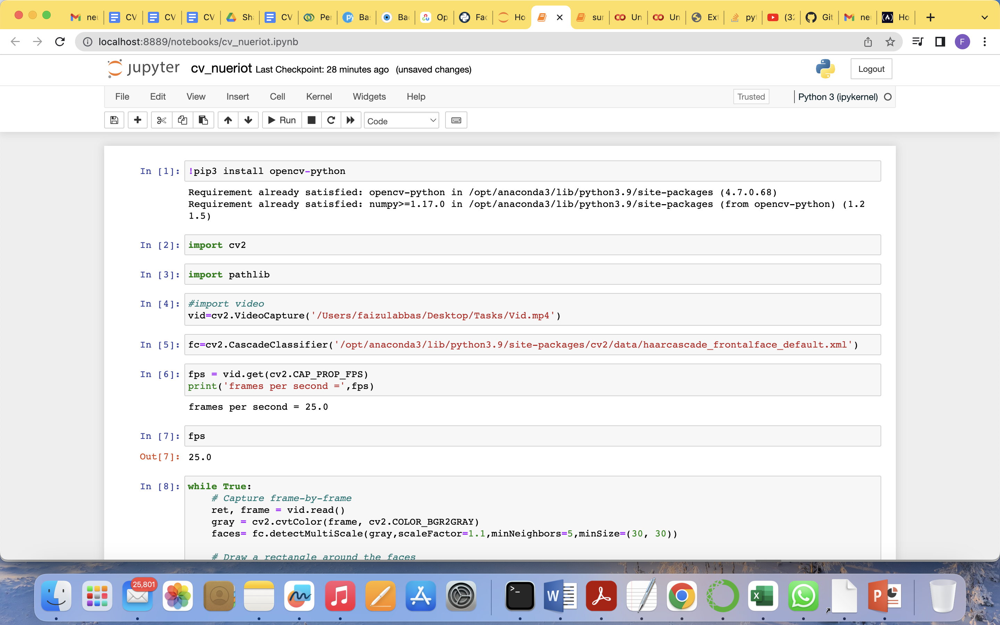 neu
CV
CV
CV
Sh
CV
Per
Ba
Ba
Op
Fac
Ho
sur
Un
Un
Ext
pyt
(32
Git
ne
Ho
localhost:8889/notebooks/cv_nueriot.ipynb
F
jupyter cv_nueriot Last Checkpoint: 28 minutes ago (unsaved changes)
Logout
File Edit View Insert Cell Kernel Widgets Help
Trusted
Python 3 (ipykernel)
Run
Code
In [1]: !pip3 install opencv-python
Requirement already satisfied: opencv-python in /opt/anaconda3/lib/python3.9/site-packages (4.7.0.68)
Requirement already satisfied: numpy>=1.17.0 in /opt/anaconda3/lib/python3.9/site-packages (from opencv-python) (1.2
1.5)
In [2]: import cv2
In [3]: import pathlib
In [4]: #import video
vid=cv2.VideoCapture('/Users/faizulabbas/Desktop/Tasks/Vid.mp4')
In [5]: fc=cv2.CascadeClassifier('/opt/anaconda3/lib/python3.9/site-packages/cv2/data/haarcascade_frontalface_default.xml')
In [6]: fps = vid.get(cv2.CAP_PROP_FPS)
print('frames per second =',fps)
frames per second = 25.0
In [7]: fps
Out[7]: 25.0
In [8]: while True:
# Capture frame-by-frame
ret, frame = vid.read()
gray = cv2.cvtColor(frame, cv2.COLOR_BGR2GRAY)
faces= fc.detectMultiScale(gray,scaleFactor=1.1,minNeighbors=5,minSize=(30, 30))
# Draw a rectangle around the faces
25,801